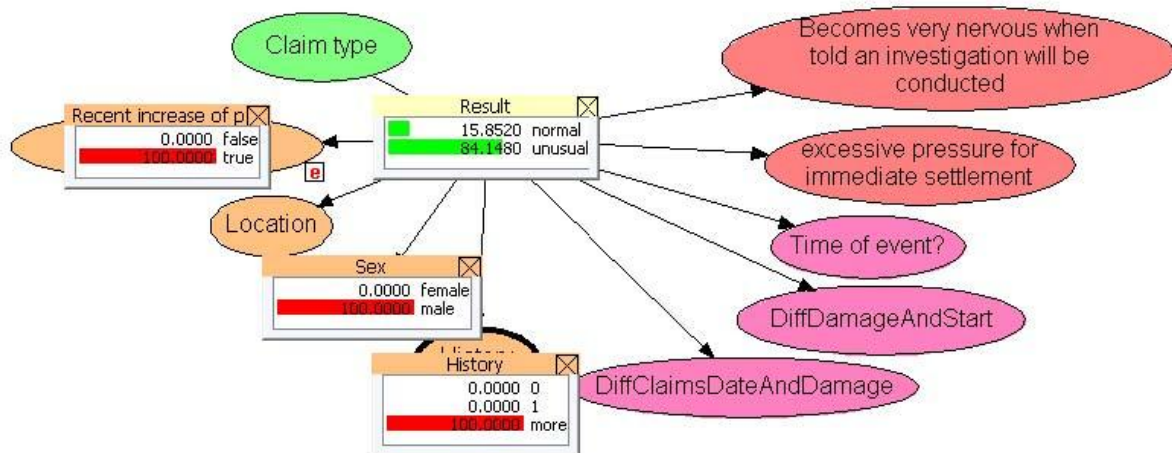 Claim type
Becomes very nervous when
told an investigation will be
conducted
Recent increase of p
0.0000 false
100.0000 true
e
Result
15.8520 normal
84.1480 unusual
excessive pressure for
immediate settlement
Location
Time of event?
Sex
0.0000 female
100.0000 male
DiffDamageAndStart
History
History
0.0000 0
0.0000 1
100.0000 more
DiffClaimsDateAndDamage